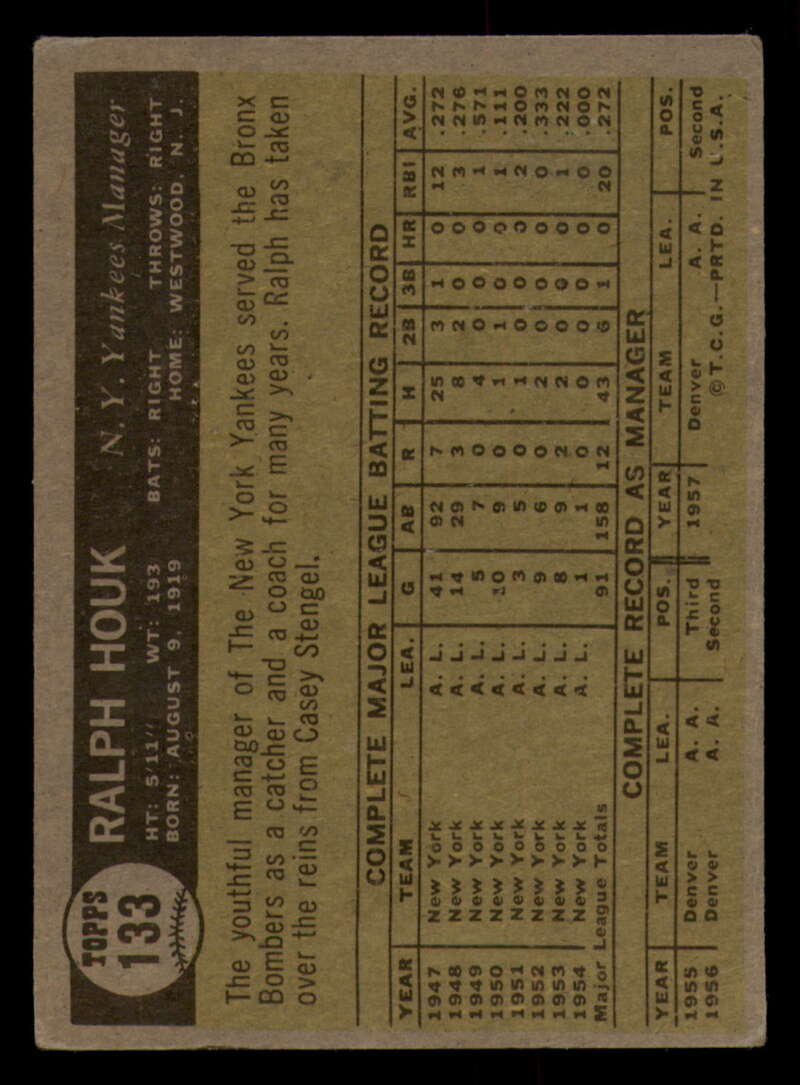 TOPPS
133
RALPH HOUK N. Y. Yankees Manager
HT: 5'11" WT: 193 BATS: RIGHT THROWS: RIGHT
BORN: AUGUST 9, 1919 HOME: WESTWOOD, N. J.
The youthful manager of The New York Yankees served the Bronx
Bombers as a catcher and a coach for many years. Ralph has taken
over the reins from Casey Stengel.
COMPLETE MAJOR LEAGUE BATTING RECORD
YEAR TEAM LEA. G AB R H 2B 3B HR RBI AVG.
1947 New York A. L. 41 92 7 25 3 1 0 12 .272
1948 New York A. L. 14 29 3 8 2 0 0 3 .276
1949 New York A. L. 5 7 0 4 0 0 0 1 .571
1950 New York A. L. 10 9 0 1 1 0 0 1 .111
1951 New York A. L. 3 5 0 1 0 0 0 2 .200
1952 New York A. L. 9 6 0 2 0 0 0 0 .333
1953 New York A. L. 8 9 2 2 0 0 0 1 .222
1954 New York A. L. 1 1 0 0 0 0 0 0 .000
Major League Totals 91 158 12 43 6 1 0 20 .272
COMPLETE RECORD AS MANAGER
YEAR TEAM LEA. POS. YEAR TEAM LEA. POS.
1955 Denver A. A. Third 1957 Denver A. A. Second
1956 Denver A. A. Second
© T.C.G.—PRTD. IN U.S.A.